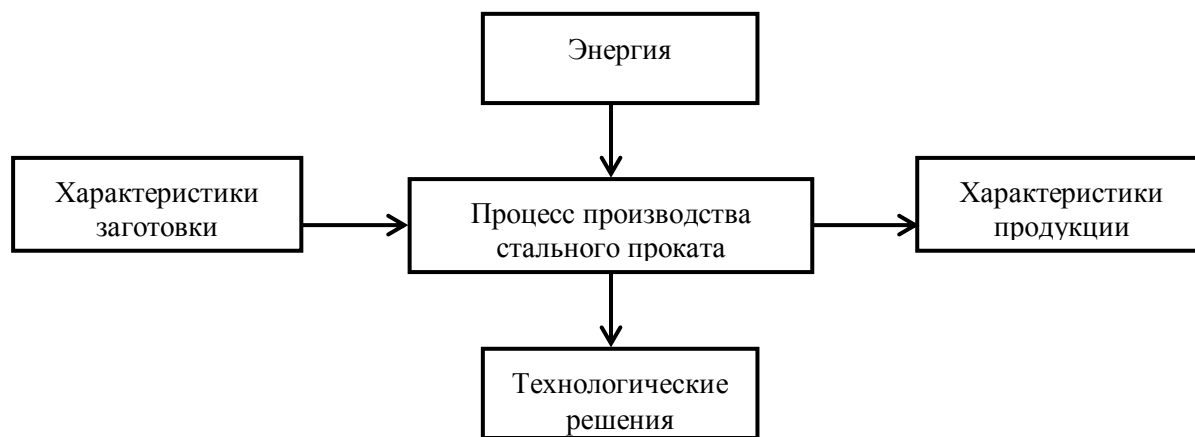 Энергия
Характеристики
заготовки
Процесс производства
стального проката
Характеристики
продукции
Технологические
решения